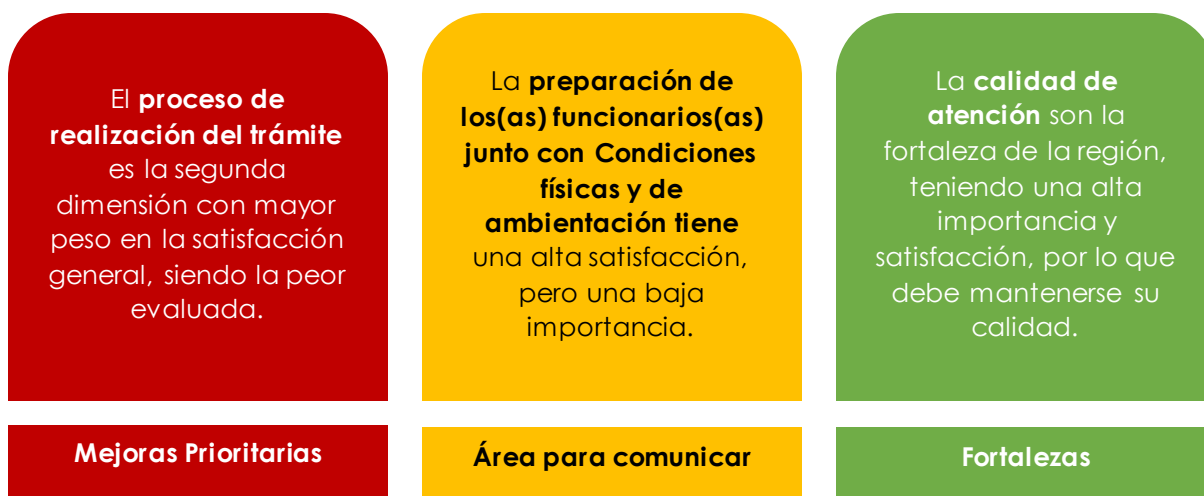 El proceso de
realización del trámite
es la segunda
dimensión con mayor
peso en la satisfacción
general, siendo la peor
evaluada.
Mejoras Prioritarias
La preparación de
los(as) funcionarios(as)
junto con Condiciones
físicas y de
ambientación tiene
una alta satisfacción,
pero una baja
importancia.
Área para comunicar
La calidad de
atención son la
fortaleza de la región,
teniendo una alta
importancia y
satisfacción, por lo que
debe mantenerse su
calidad.
Fortalezas